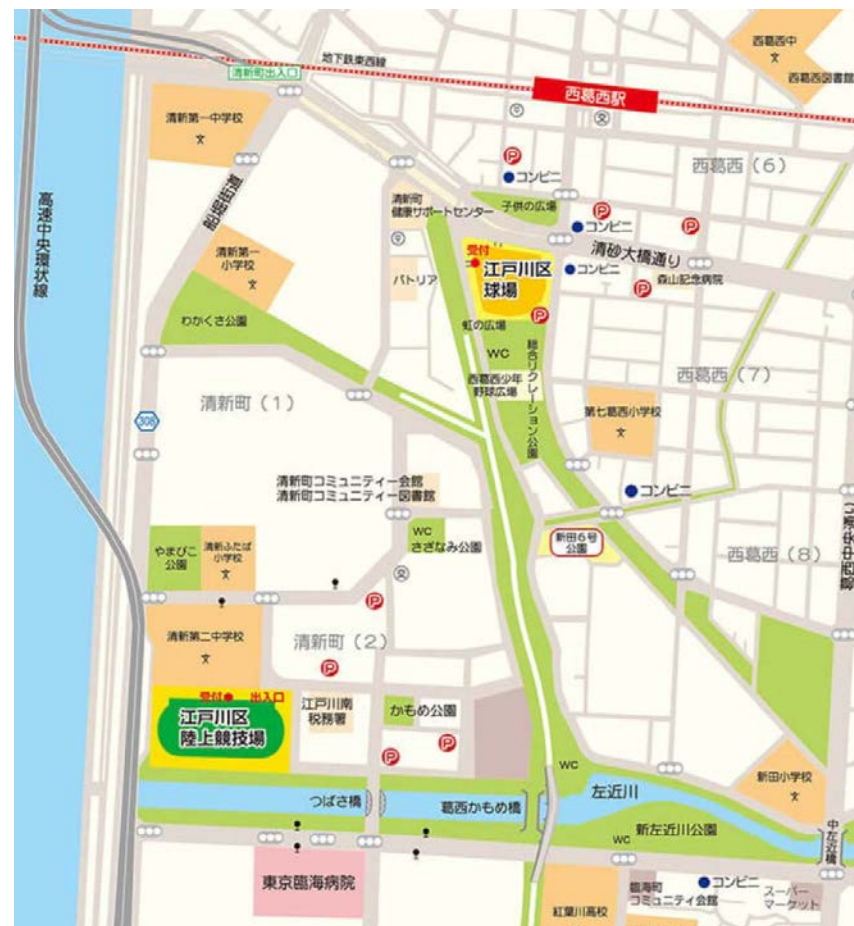 西葛西中
西葛西図書館
地下鉄東西線
清新町出入口
西葛西駅
清新第一中学校
P
コンビニ
西葛西(6)
高速中央環状線
船堀街道
清新町
健康サポートセンター
子供の広場
P
P
コンビニ
清砂大橋通り
清新第一
小学校
受付
江戸川区
球場
コンビニ
パトリア
森山記念病院
P
わかくさ公園
虹の広場
P
WC
総合リクレーション公園
西葛西少年
野球広場
西葛西(7)
清新町(1)
第七葛西小学校
308
清新町コミュニティー会館
清新町コミュニティー図書館
コンビニ
WC
さざなみ公園
新田6号
公園
西葛西(8)
やまびこ
公園
清新ふたば
小学校
P
清新第二中学校
清新町(2)
P
受付
出入口
江戸川区
陸上競技場
江戸川南
税務署
かもめ公園
P
P
WC
新田小学校
つばさ橋
葛西かもめ橋
左近川
WC
新左近川公園
中左近橋
東京臨海病院
紅葉川高校
臨海町
コミュニティ会館
コンビニ
スーパー
マーケット